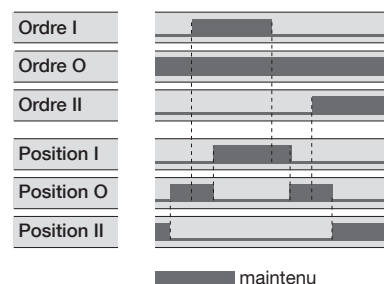 Ordre I
Ordre O
Ordre II
Position I
Position O
Position II
maintenu